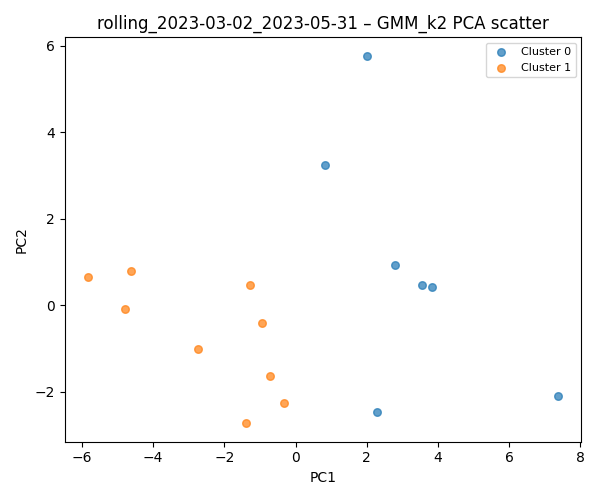 rolling_2023-03-02_2023-05-31 – GMM_k2 PCA scatter
Cluster 0
Cluster 1
6
4
2
0
−2
PC2
−6 −4 −2 0 2 4 6 8
PC1